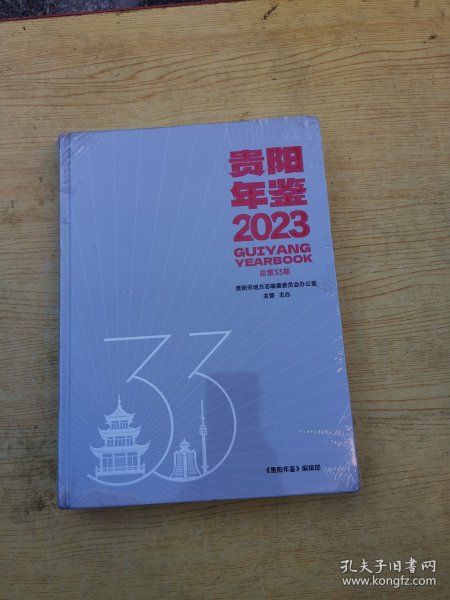 贵阳
年鉴
2023
GUIYANG
YEARBOOK
总第33期
贵阳市地方志编纂委员会办公室
主管 主办
33
《贵阳年鉴》编辑部
孔夫子旧书网
www.kongfz.com